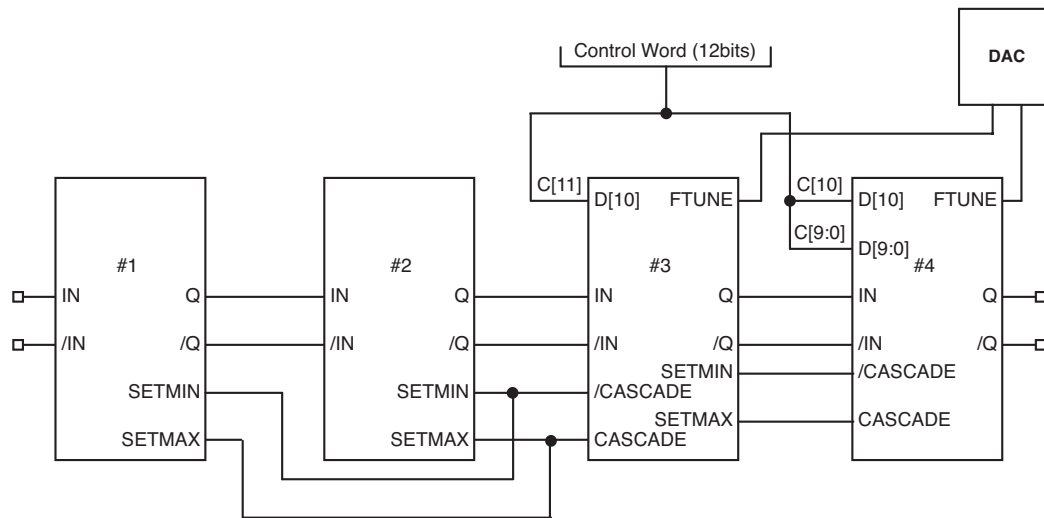 Control Word (12bits)
DAC
C[11]
D[10] FTUNE
C[10]
D[10] FTUNE
C[9:0]
D[9:0]
#1
#2
#3
#4
IN Q
IN Q
IN Q
IN Q
/IN /Q
/IN /Q
/IN /Q
/IN /Q
SETMIN
SETMIN
/CASCADE
SETMIN
/CASCADE
SETMAX
SETMAX
CASCADE
SETMAX
CASCADE